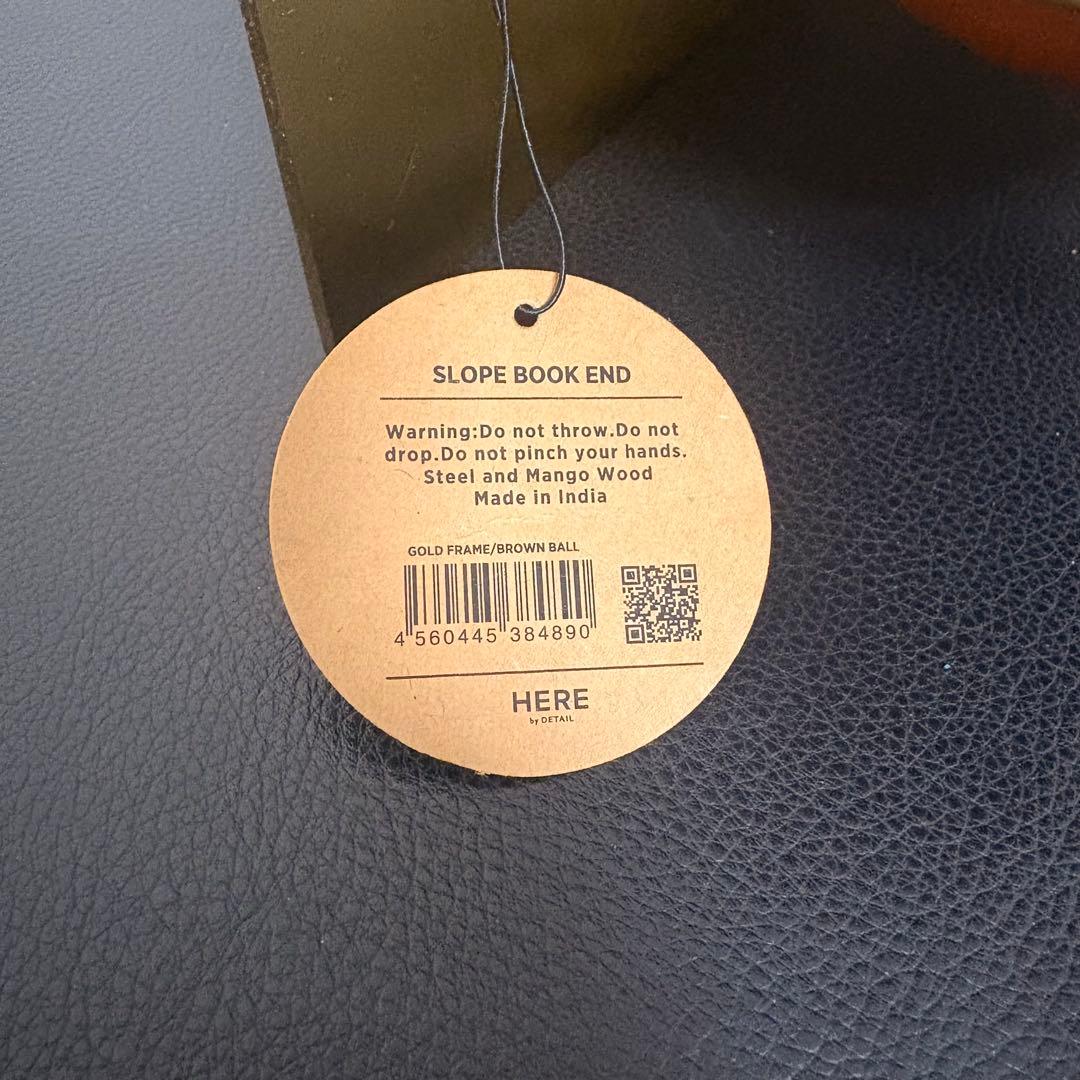 SLOPE BOOK END
Warning:Do not throw.Do not
drop.Do not pinch your hands.
Steel and Mango Wood
Made in India
GOLD FRAME/BROWN BALL
4 560445 384890
HERE
by DETAIL